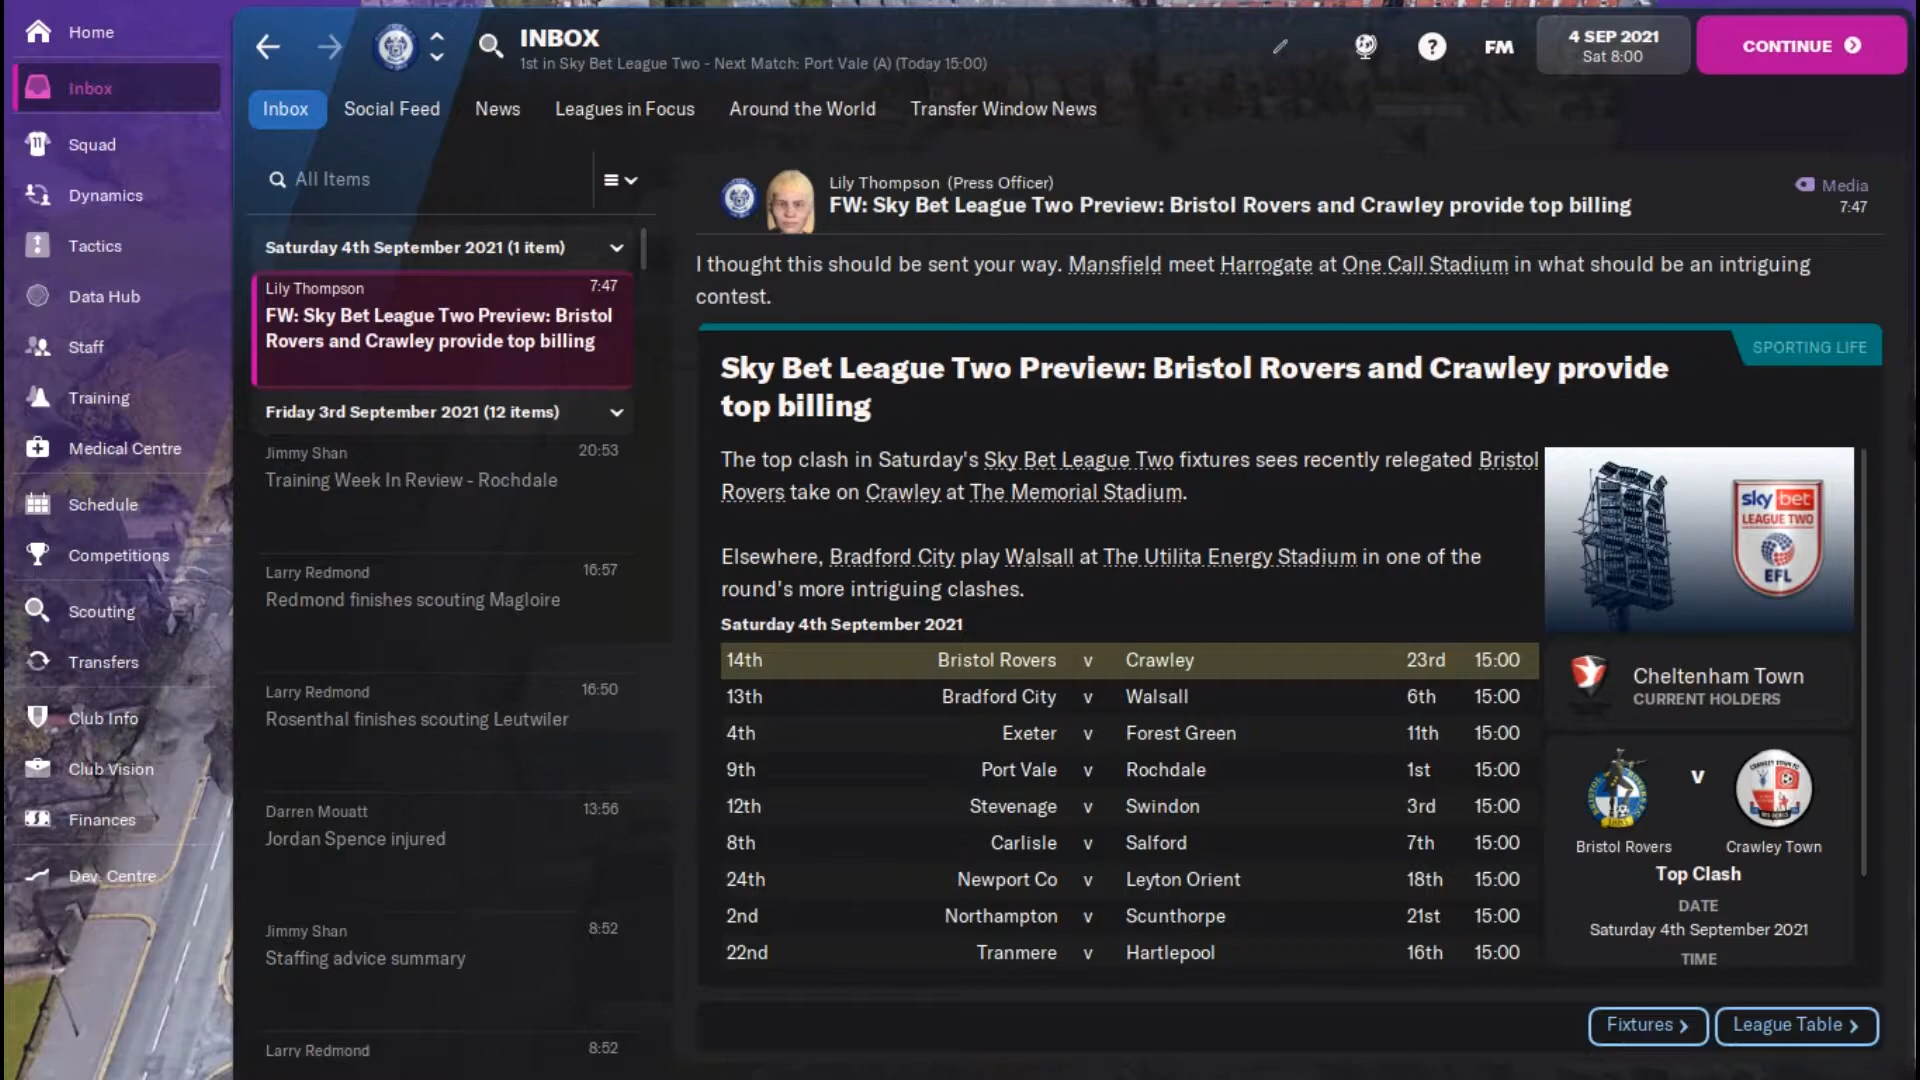 Home
Inbox
Squad
Dynamics
Tactics
Data Hub
Staff
Training
Medical Centre
Schedule
Competitions
Scouting
Transfers
Club Info
Club Vision
Finances
Dev. Centre
INBOX
1st in Sky Bet League Two - Next Match: Port Vale (A) (Today 15:00)
?
FM
4 SEP 2021
Sat 8:00
CONTINUE
Inbox Social Feed News Leagues in Focus Around the World Transfer Window News
All Items
Saturday 4th September 2021 (1 item)
Lily Thompson 7:47
FW: Sky Bet League Two Preview: Bristol
Rovers and Crawley provide top billing
Friday 3rd September 2021 (12 items)
Jimmy Shan 20:53
Training Week In Review - Rochdale
Larry Redmond 16:57
Redmond finishes scouting Magloire
Larry Redmond 16:50
Rosenthal finishes scouting Leutwiler
Darren Mouatt 13:56
Jordan Spence injured
Jimmy Shan 8:52
Staffing advice summary
Larry Redmond 8:52
Lily Thompson (Press Officer)
FW: Sky Bet League Two Preview: Bristol Rovers and Crawley provide top billing
Media
7:47
I thought this should be sent your way. Mansfield meet Harrogate at One Call Stadium in what should be an intriguing
contest.
SPORTING LIFE
Sky Bet League Two Preview: Bristol Rovers and Crawley provide
top billing
The top clash in Saturday's Sky Bet League Two fixtures sees recently relegated Bristol
Rovers take on Crawley at The Memorial Stadium.
Elsewhere, Bradford City play Walsall at The Utilita Energy Stadium in one of the
round's more intriguing clashes.
Saturday 4th September 2021
14th Bristol Rovers v Crawley 23rd 15:00
13th Bradford City v Walsall 6th 15:00
4th Exeter v Forest Green 11th 15:00
9th Port Vale v Rochdale 1st 15:00
12th Stevenage v Swindon 3rd 15:00
8th Carlisle v Salford 7th 15:00
24th Newport Co v Leyton Orient 18th 15:00
2nd Northampton v Scunthorpe 21st 15:00
22nd Tranmere v Hartlepool 16th 15:00
sky bet
LEAGUE TWO
EFL
Cheltenham Town
CURRENT HOLDERS
v
Bristol Rovers Crawley Town
Top Clash
DATE
Saturday 4th September 2021
TIME
Fixtures
League Table